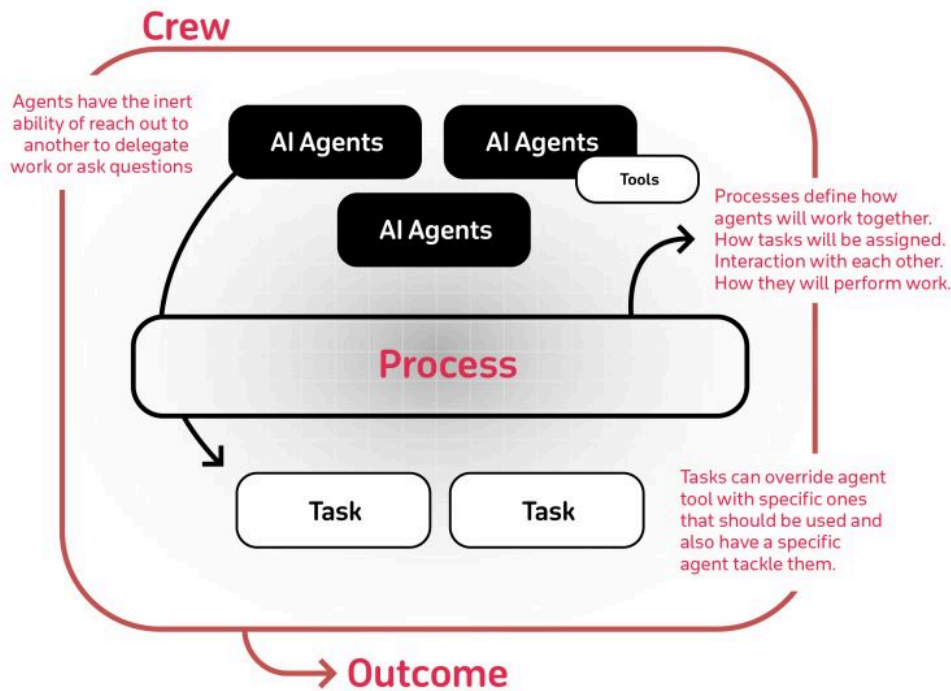 Crew
Agents have the inert
ability of reach out to
another to delegate
work or ask questions
AI Agents
AI Agents
Tools
AI Agents
Processes define how
agents will work together.
How tasks will be assigned.
Interaction with each other.
How they will perform work.
Process
Task
Task
Tasks can override agent
tool with specific ones
that should be used and
also have a specific
agent tackle them.
Outcome